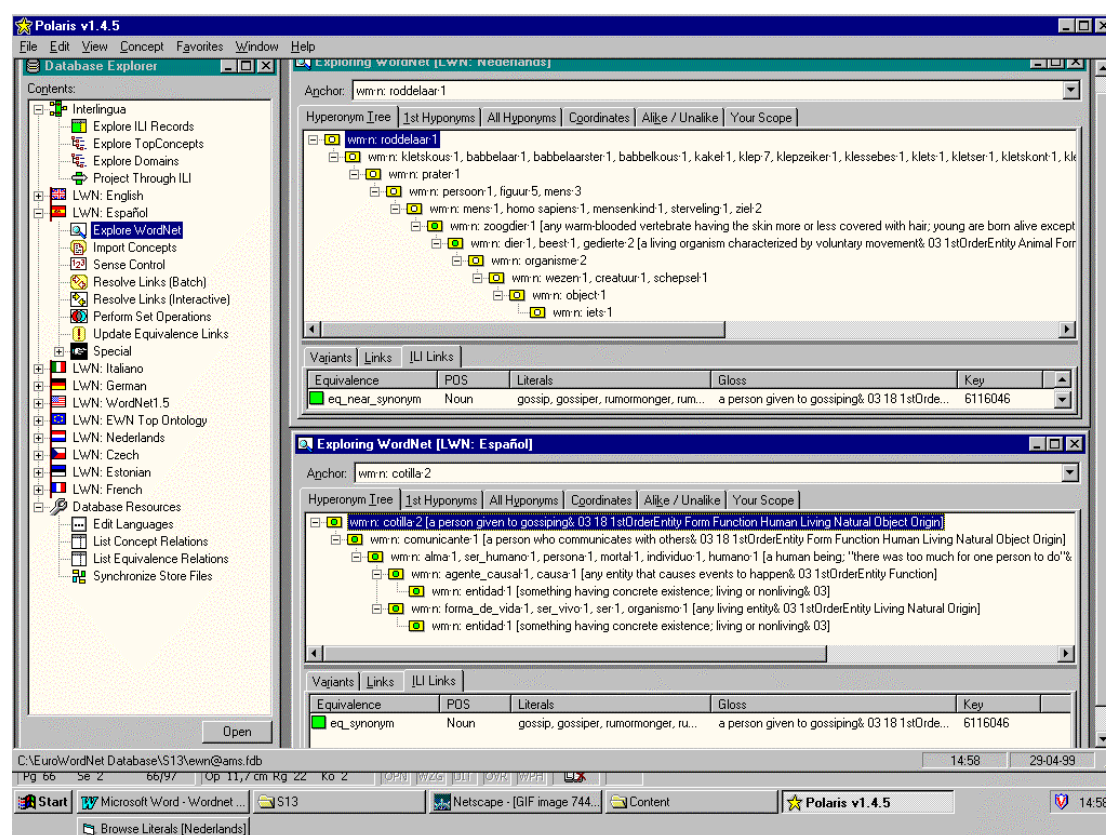 Polaris v1.4.5
File Edit View Concept Favorites Window Help
Database Explorer
Contents:
Interlingua
Explore ILI Records
Explore TopConcepts
Explore Domains
Project Through ILI
LWN: English
LWN: Español
Explore WordNet
Import Concepts
Sense Control
Resolve Links (Batch)
Resolve Links (Interactive)
Perform Set Operations
Update Equivalence Links
Special
LWN: Italiano
LWN: German
LWN: WordNet1.5
LWN: EWN Top Ontology
LWN: Nederlands
LWN: Czech
LWN: Estonian
LWN: French
Database Resources
Edit Languages
List Concept Relations
List Equivalence Relations
Synchronize Store Files
Open
Exploring WordNet [LWN: Nederlands]
Anchor: wm·n: roddelaar·1
Hyperonym Tree 1st Hyponyms All Hyponyms Coordinates Alike / Unalike Your Scope
wm·n: roddelaar·1
wm·n: kletskous·1, babbelaar·1, babbelaarster·1, babbelkous·1, kakel·1, klep·7, klepzeiker·1, klessebes·1, klets·1, kletser·1, kletskont·1, kle
wm·n: prater·1
wm·n: persoon·1, figuur·5, mens·3
wm·n: mens·1, homo sapiens·1, mensenkind·1, sterveling·1, ziel·2
wm·n: zoogdier·1 [any warm-blooded vertebrate having the skin more or less covered with hair; young are born alive except
wm·n: dier·1, beest·1, gedierte·2 [a living organism characterized by voluntary movement& 03 1stOrderEntity Animal Form
wm·n: organisme·2
wm·n: wezen·1, creatuur·1, schepsel·1
wm·n: object·1
wm·n: iets·1
Variants Links ILI Links
Equivalence POS Literals Gloss Key
eq_near_synonym Noun gossip, gossiper, rumormonger, rum... a person given to gossiping& 03 18 1stOrde... 6116046
Exploring WordNet [LWN: Español]
Anchor: wm·n: cotilla·2
Hyperonym Tree 1st Hyponyms All Hyponyms Coordinates Alike / Unalike Your Scope
wm·n: cotilla·2 [a person given to gossiping& 03 18 1stOrderEntity Form Function Human Living Natural Object Origin]
wm·n: comunicante·1 [a person who communicates with others& 03 18 1stOrderEntity Form Function Human Living Natural Object Origin]
wm·n: alma·1, ser_humano·1, persona·1, mortal·1, individuo·1, humano·1 [a human being; "there was too much for one person to do"&
wm·n: agente_causal·1, causa·1 [any entity that causes events to happen& 03 1stOrderEntity Function]
wm·n: entidad·1 [something having concrete existence; living or nonliving& 03]
wm·n: forma_de_vida·1, ser_vivo·1, ser·1, organismo·1 [any living entity& 03 1stOrderEntity Living Natural Origin]
wm·n: entidad·1 [something having concrete existence; living or nonliving& 03]
Variants Links ILI Links
Equivalence POS Literals Gloss Key
eq_synonym Noun gossip, gossiper, rumormonger, ru... a person given to gossiping& 03 18 1stOrde... 6116046
C:\EuroWordNet Database\S13\ewn@ams.fdb 14:58 29-04-99
Pg 66 Se 2 66/97 Op 11,7 cm Rg 22 Ko 2 OPN WZG UIT OVR WPH
Start Microsoft Word - Wordnet ... S13 Netscape - [GIF image 744... Content Polaris v1.4.5 14:58
Browse Literals [Nederlands]